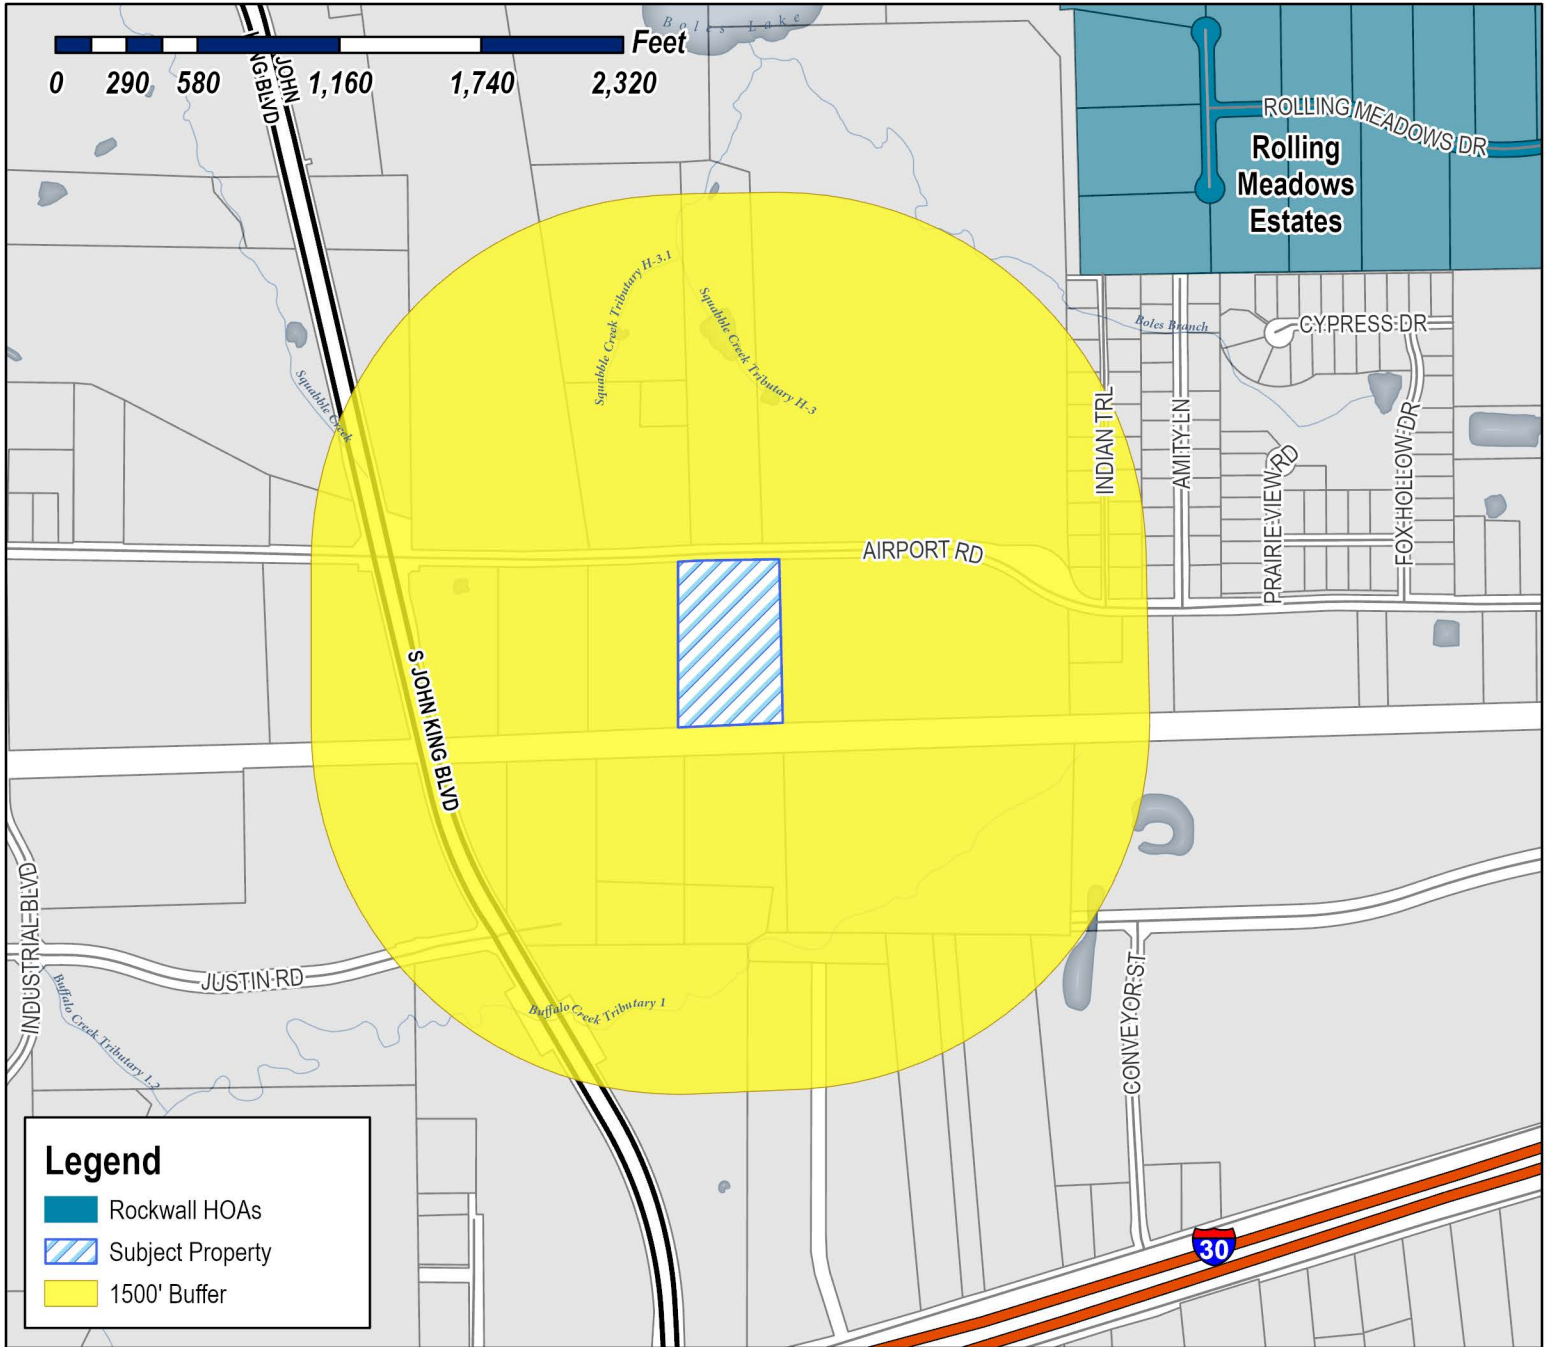 Boles Lake
Feet
0 290 580 1,160 1,740 2,320
JOHN
NG BLVD
ROLLING MEADOWS DR
Rolling
Meadows
Estates
Squabble Creek Tributary H-3.1
Squabble Creek Tributary H-3
Boles Branch
CYPRESS DR
Squabble Creek
INDIAN TRL
AMITY LN
PRAIRIE VIEW RD
FOX HOLLOW DR
AIRPORT RD
S JOHN KING BLVD
INDUSTRIAL BLVD
JUSTIN RD
Buffalo Creek Tributary 1
Buffalo Creek Tributary 1.2
CONVEYOR ST
30
Legend
Rockwall HOAs
Subject Property
1500' Buffer